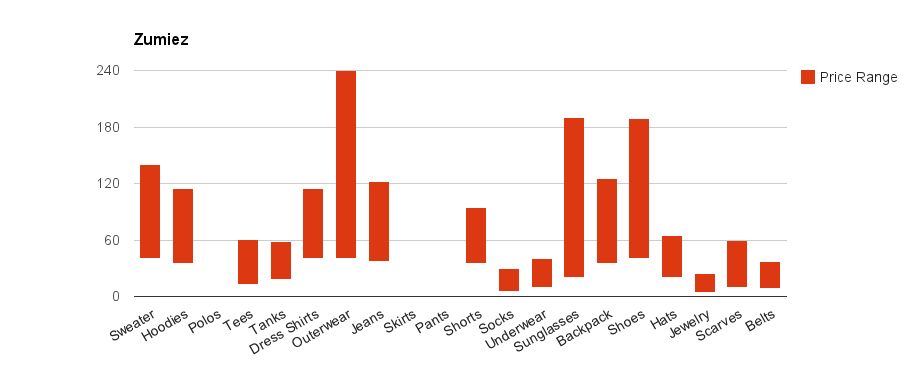 Zumiez
240
180
120
60
0
Price Range
Sweater
Hoodies
Polos
Tees
Tanks
Dress Shirts
Outerwear
Jeans
Skirts
Pants
Shorts
Socks
Underwear
Sunglasses
Backpack
Shoes
Hats
Jewelry
Scarves
Belts